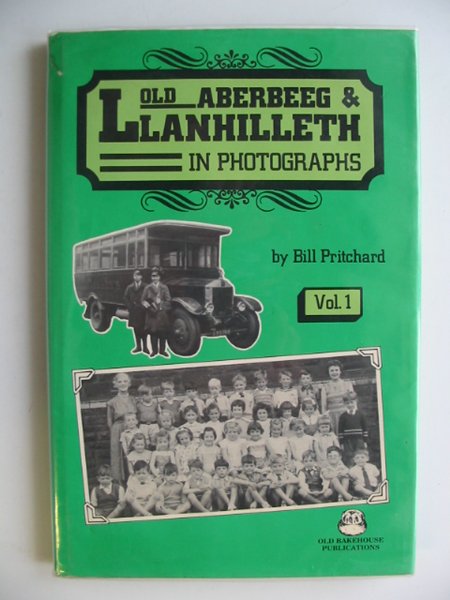 OLD ABERBEEG &
LLANHILLETH
IN PHOTOGRAPHS
by Bill Pritchard
Vol. 1
OLD BAKEHOUSE
PUBLICATIONS